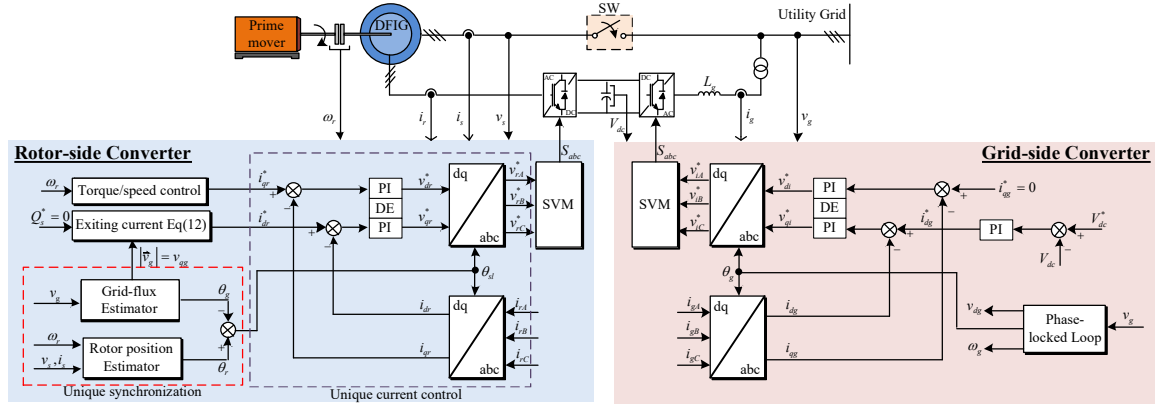 Prime mover
DFIG
SW
Utility Grid
AC
DC
DC
AC
L_g
V_dc
ω_r
i_r
i_s
v_s
i_g
v_g
Rotor-side Converter
S_abc
S_abc
Grid-side Converter
ω_r
Torque/speed control
i*_qr
+
−
PI
v*_dr
dq
v*_rA
v*_rB
v*_rC
SVM
Q*_s = 0
Exiting current Eq(12)
i*_dr
+
−
DE
PI
v*_qr
abc
|v⃗_g| = v_qg
v_g
Grid-flux Estimator
θ_g
−
+
θ_r
ω_r
v_s, i_s
Rotor position Estimator
Unique synchronization
θ_sl
i_dr
i_qr
dq
abc
i_rA
i_rB
i_rC
Unique current control
SVM
v*_iA
v*_iB
v*_iC
dq
abc
v*_di
v*_qi
PI
DE
PI
i*_qg = 0
+
−
i*_dg
+
−
PI
V*_dc
+
−
V_dc
θ_g
i_gA
i_gB
i_gC
dq
abc
i_dg
i_qg
v_dg
ω_g
Phase-locked Loop
v_g